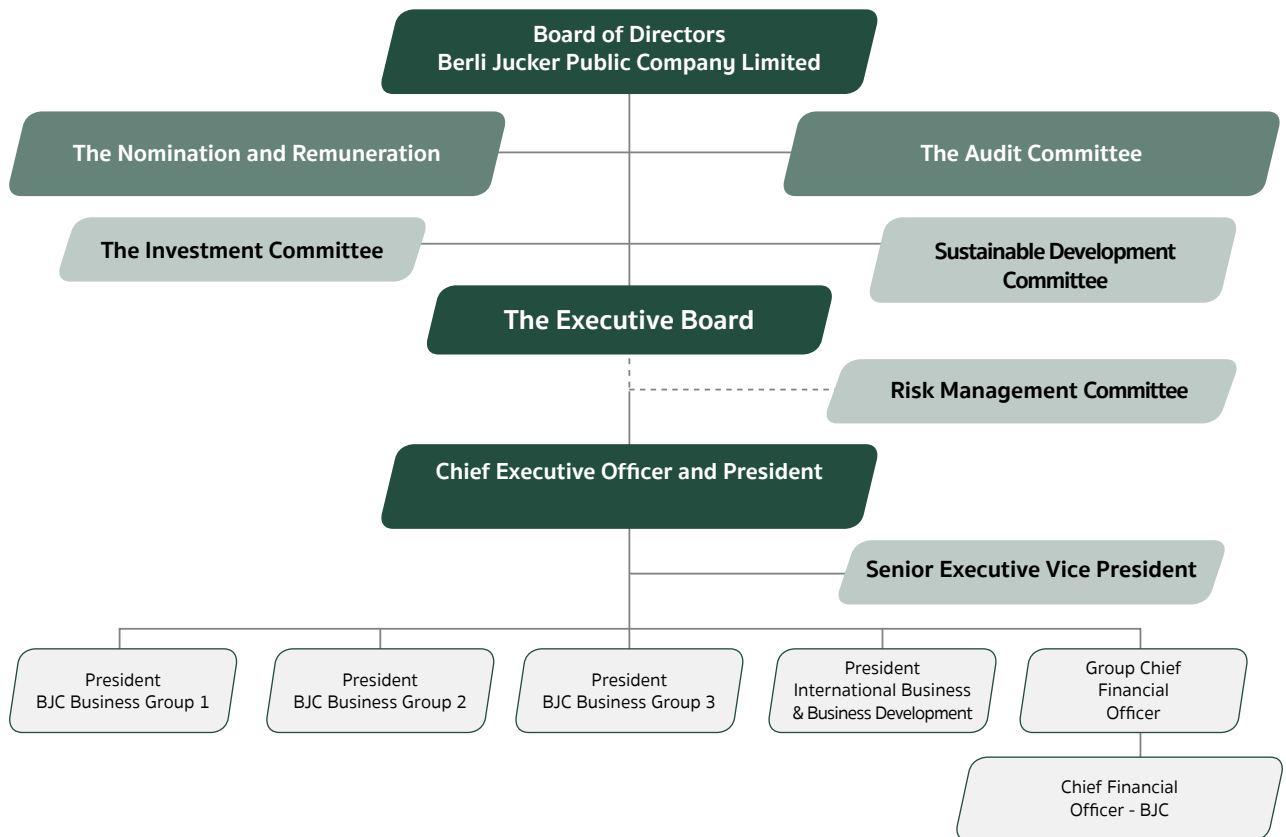 Board of Directors
Berli Jucker Public Company Limited
The Nomination and Remuneration
The Audit Committee
The Investment Committee
Sustainable Development
Committee
The Executive Board
Risk Management Committee
Chief Executive Officer and President
Senior Executive Vice President
President
BJC Business Group 1
President
BJC Business Group 2
President
BJC Business Group 3
President
International Business
& Business Development
Group Chief
Financial
Officer
Chief Financial
Officer - BJC